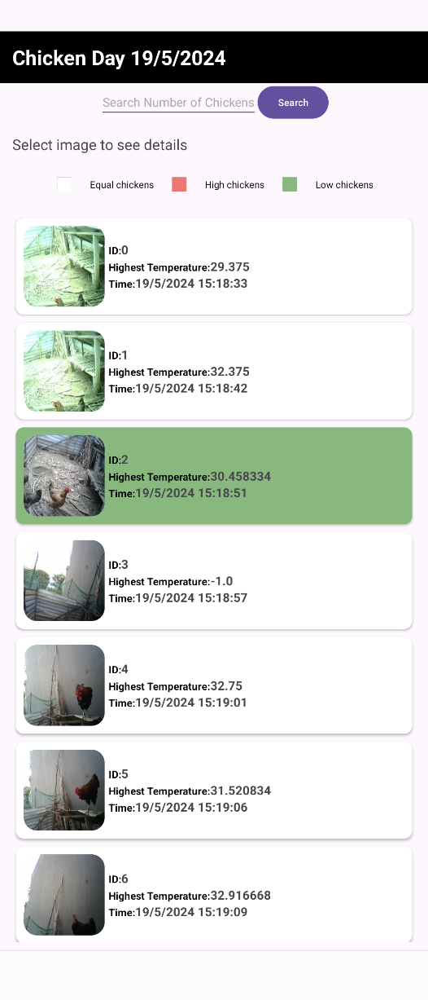 Chicken Day 19/5/2024
Search Number of Chickens Search
Select image to see details
Equal chickens High chickens Low chickens
ID:0
Highest Temperature:29.375
Time:19/5/2024 15:18:33
ID:1
Highest Temperature:32.375
Time:19/5/2024 15:18:42
ID:2
Highest Temperature:30.458334
Time:19/5/2024 15:18:51
ID:3
Highest Temperature:-1.0
Time:19/5/2024 15:18:57
ID:4
Highest Temperature:32.75
Time:19/5/2024 15:19:01
ID:5
Highest Temperature:31.520834
Time:19/5/2024 15:19:06
ID:6
Highest Temperature:32.916668
Time:19/5/2024 15:19:09